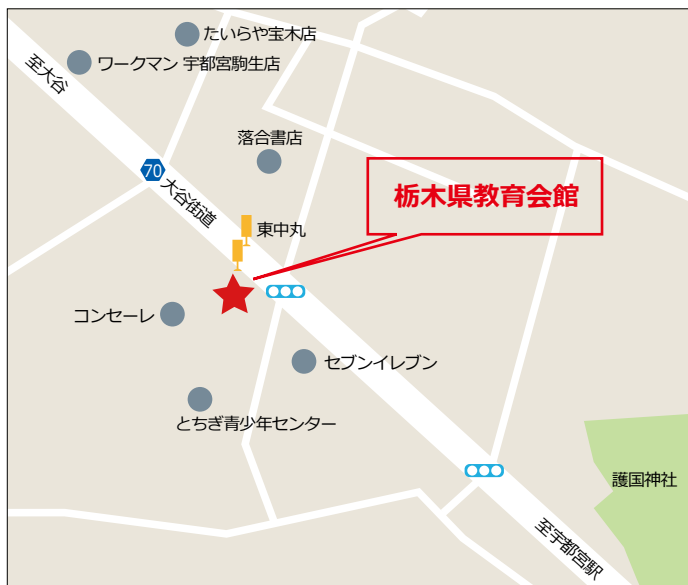 たいらや宝木店
ワークマン 宇都宮駒生店
至大谷
落合書店
70
大谷街道
栃木県教育会館
東中丸
コンセーレ
セブンイレブン
とちぎ青少年センター
護国神社
至宇都宮駅